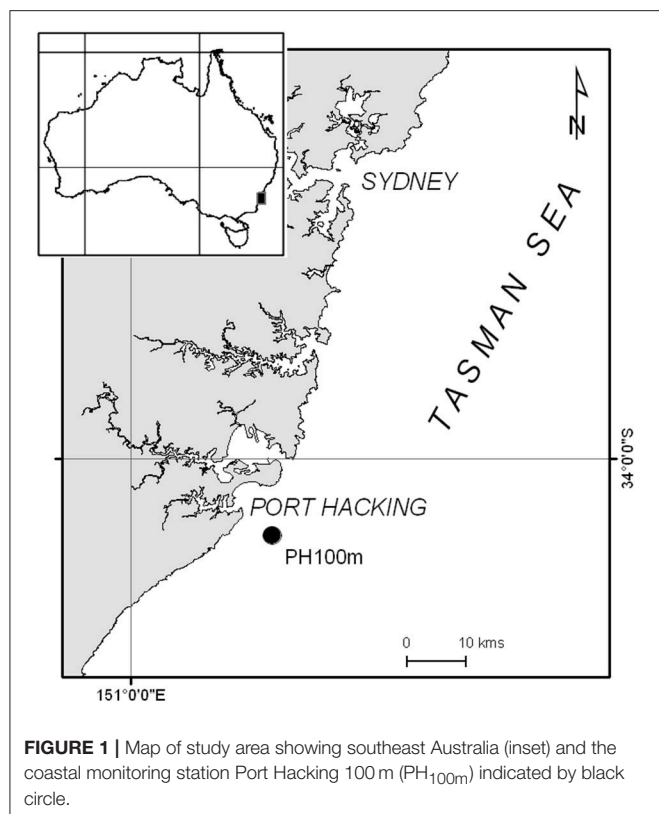 N
SYDNEY
TASMAN SEA
34°0'0"S
PORT HACKING
PH100m
0 10 kms
151°0'0"E
FIGURE 1 | Map of study area showing southeast Australia (inset) and the
coastal monitoring station Port Hacking 100 m (PH100m) indicated by black
circle.